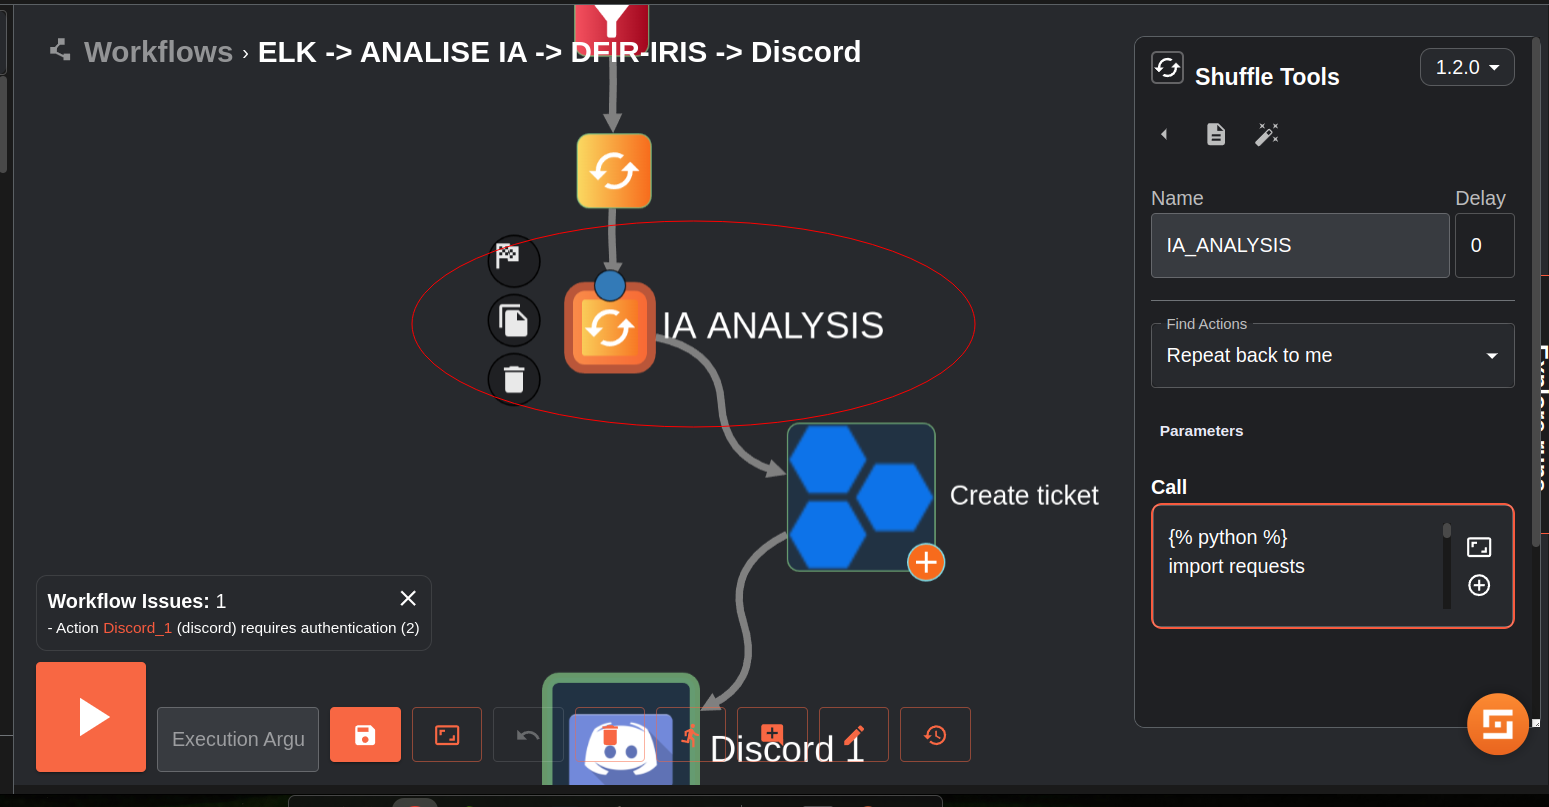 Workflows › ELK -> ANALISE IA -> DFIR-IRIS -> Discord
IA ANALYSIS
Create ticket
Discord 1
Workflow Issues: 1
- Action Discord_1 (discord) requires authentication (2)
Execution Argu
Shuffle Tools
1.2.0
Name
Delay
IA_ANALYSIS
0
Find Actions
Repeat back to me
Parameters
Call
{% python %}
import requests